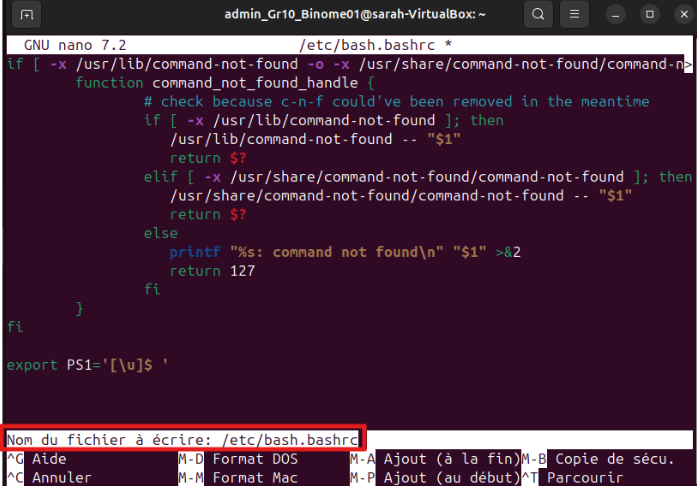 admin_Gr10_Binome01@sarah-VirtualBox: ~
GNU nano 7.2 /etc/bash.bashrc *
if [ -x /usr/lib/command-not-found -o -x /usr/share/command-not-found/command-n>
function command_not_found_handle {
# check because c-n-f could've been removed in the meantime
if [ -x /usr/lib/command-not-found ]; then
/usr/lib/command-not-found -- "$1"
return $?
elif [ -x /usr/share/command-not-found/command-not-found ]; then
/usr/share/command-not-found/command-not-found -- "$1"
return $?
else
printf "%s: command not found\n" "$1" >&2
return 127
fi
}
fi
export PS1='[\u]$ '
Nom du fichier à écrire: /etc/bash.bashrc
^G Aide M-D Format DOS M-A Ajout (à la fin) M-B Copie de sécu.
^C Annuler M-M Format Mac M-P Ajout (au début) ^T Parcourir